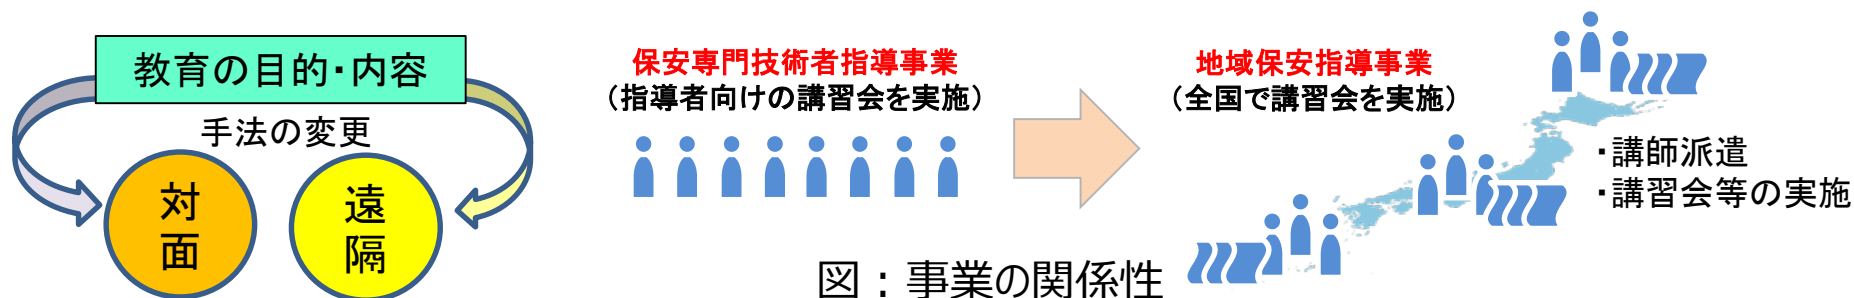 教育の目的・内容
手法の変更
対面
遠隔
保安専門技術者指導事業
（指導者向けの講習会を実施）
地域保安指導事業
（全国で講習会を実施）
・講師派遣
・講習会等の実施
図：事業の関係性